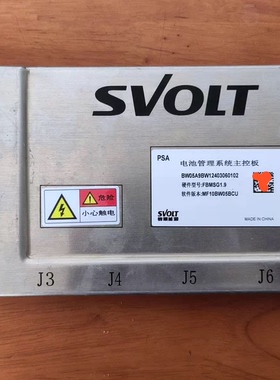 SVOLT
PSA
电池管理系统主控板
BW05A9BW12403060102
硬件型号:FBMSG1.9
软件版本:MF10BW05BCU
SVOLT
MADE IN CHINA
危险
小心触电
J3
J4
J5
J6